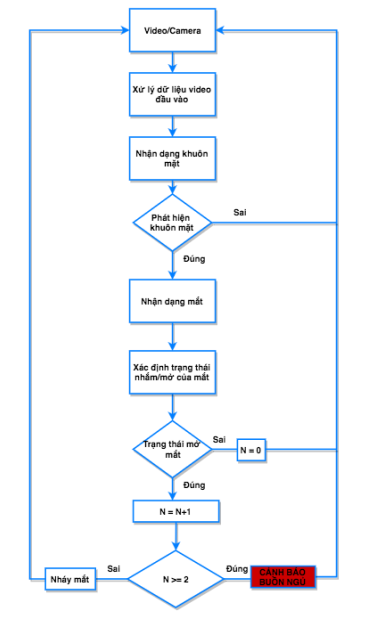 Video/Camera
Xử lý dữ liệu video
đầu vào
Nhận dạng khuôn
mặt
Phát hiện
khuôn mặt
Sai
Đúng
Nhận dạng mắt
Xác định trạng thái
nhắm/mở của mắt
Trạng thái mở
mắt
Sai
N = 0
Đúng
N = N+1
Sai
Nháy mắt
N >= 2
Đúng
CẢNH BÁO
BUỒN NGỦ